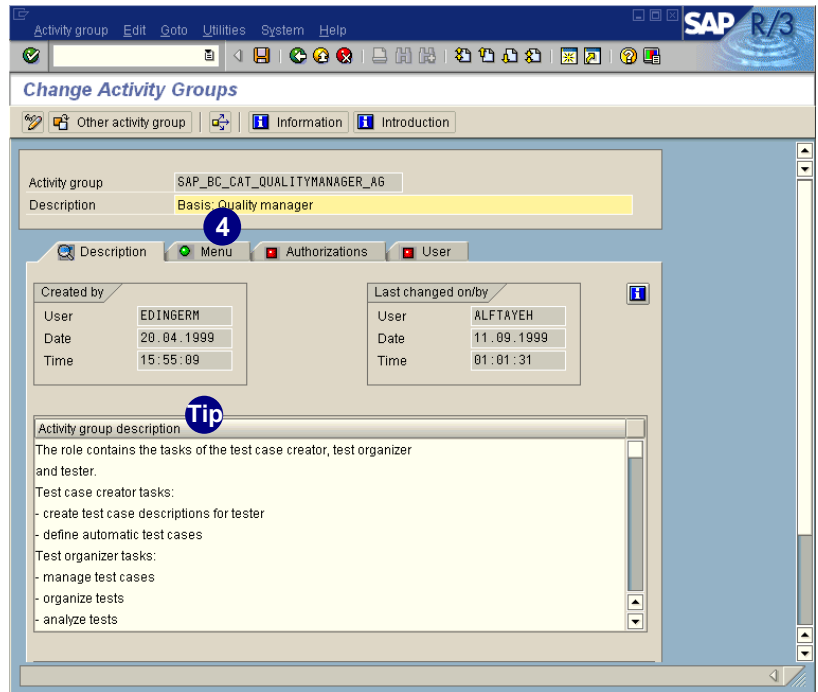 Activity group Edit Goto Utilities System Help
SAP R/3
Change Activity Groups
Other activity group Information Introduction
Activity group SAP_BC_CAT_QUALITYMANAGER_AG
Description Basis: Quality manager
4
Description Menu Authorizations User
Created by Last changed on/by
User EDINGERM User ALFTAYEH
Date 20.04.1999 Date 11.09.1999
Time 15:55:09 Time 01:01:31
Tip
Activity group description
The role contains the tasks of the test case creator, test organizer
and tester.
Test case creator tasks:
- create test case descriptions for tester
- define automatic test cases
Test organizer tasks:
- manage test cases
- organize tests
- analyze tests